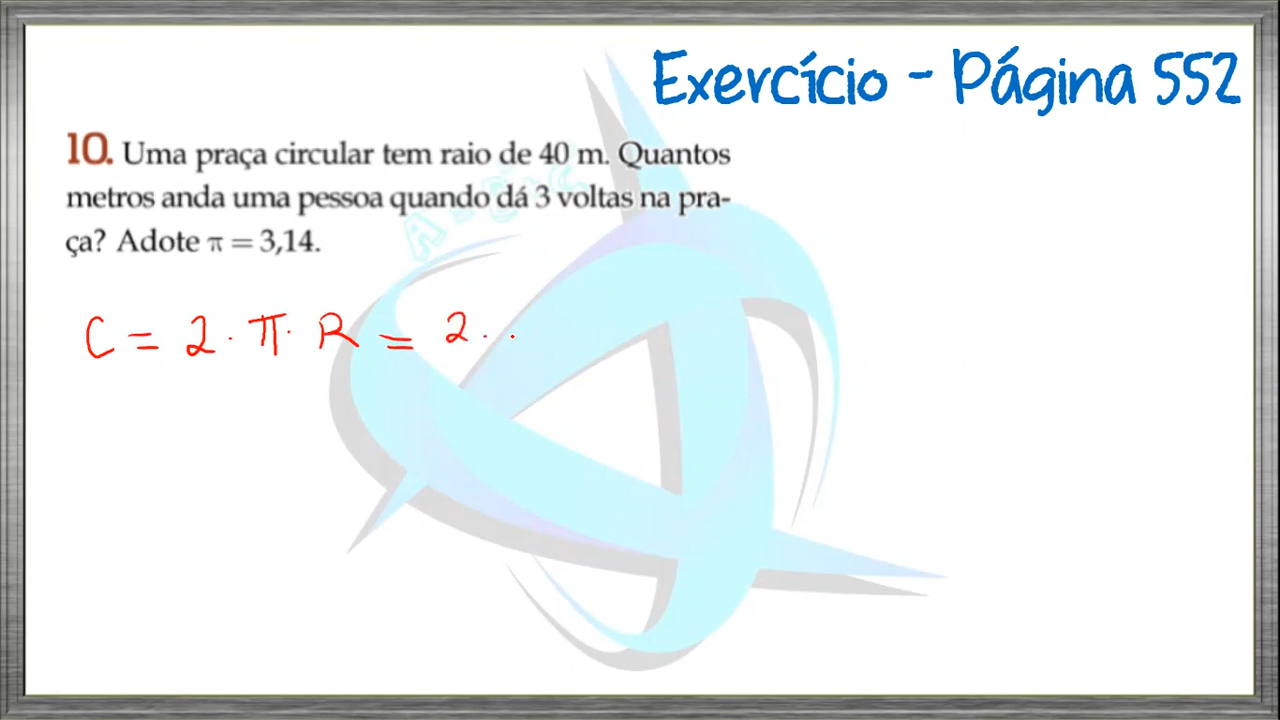 Exercício - Página 552
10. Uma praça circular tem raio de 40 m. Quantos
metros anda uma pessoa quando dá 3 voltas na pra-
ça? Adote π = 3,14.
C = 2 · π · R = 2 . .